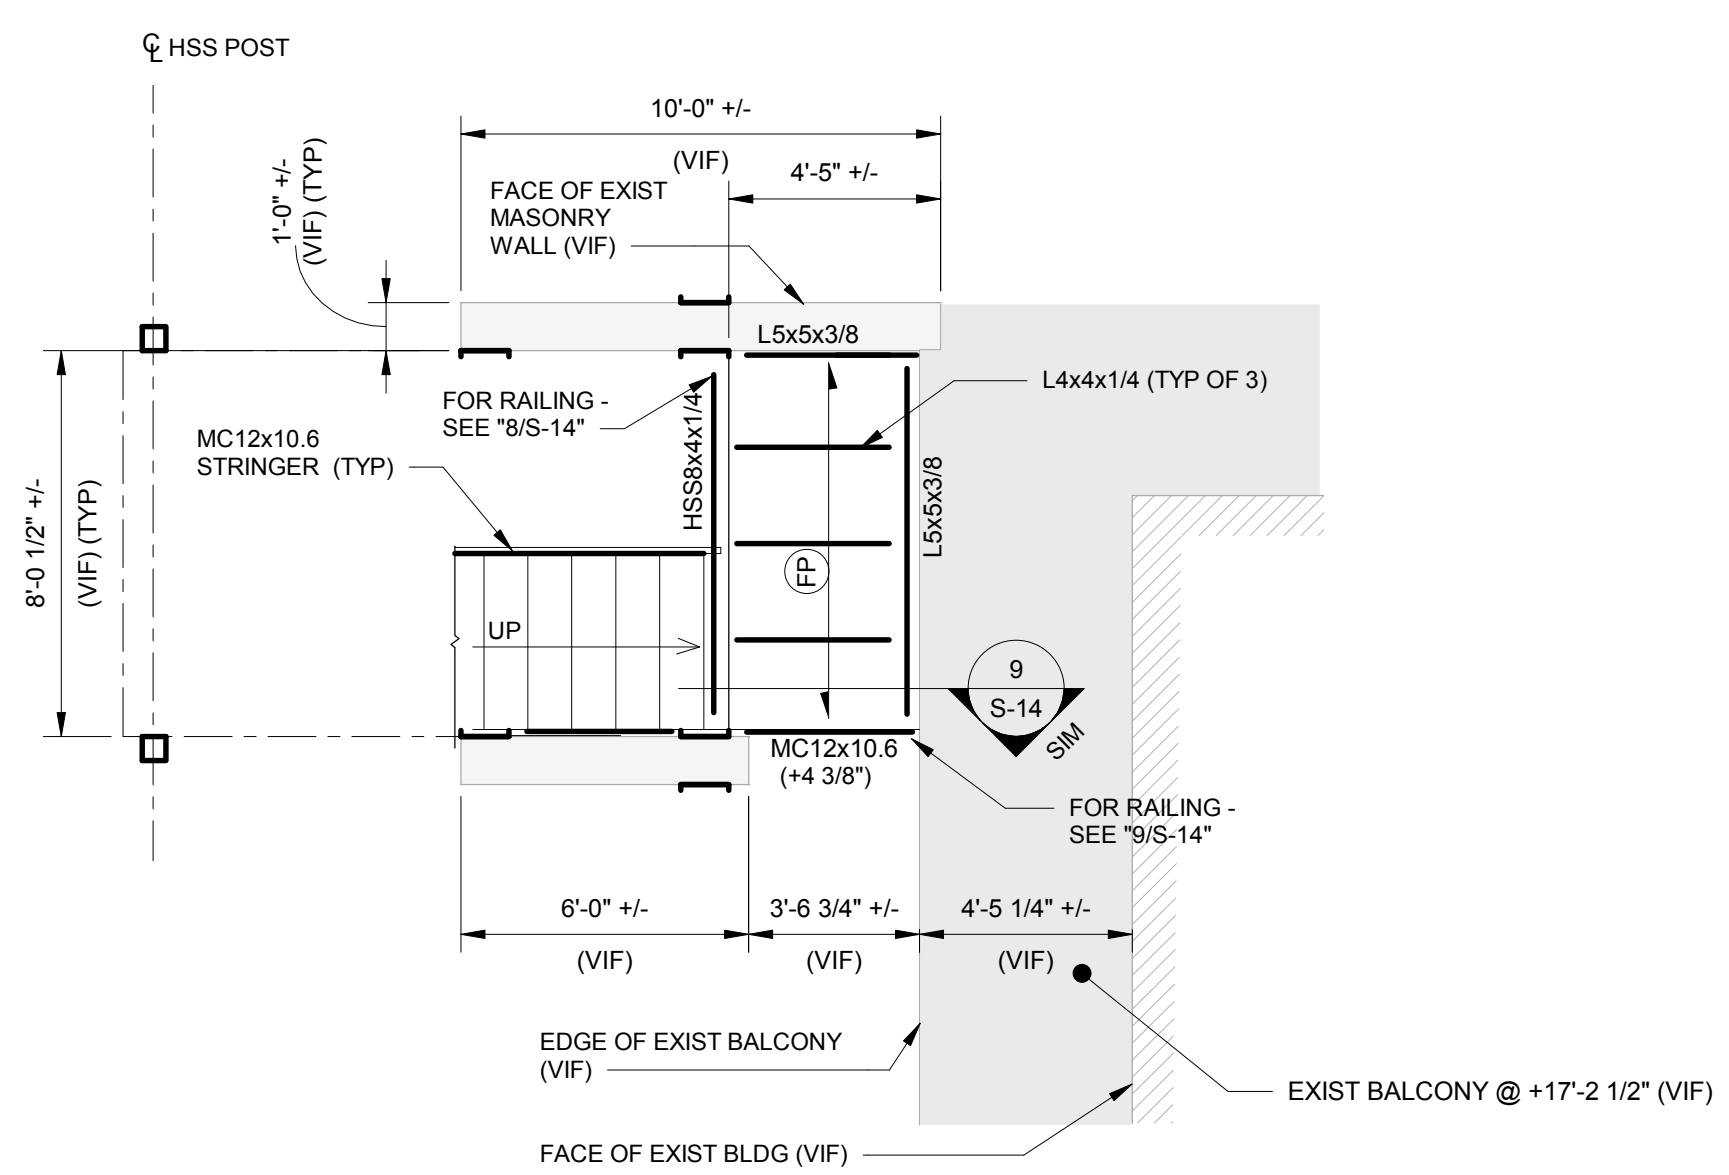 CL HSS POST
10'-0" +/-
(VIF)
4'-5" +/-
1'-0" +/-
(VIF) (TYP)
FACE OF EXIST
MASONRY
WALL (VIF)
L5x5x3/8
L4x4x1/4 (TYP OF 3)
FOR RAILING -
SEE "8/S-14"
HSS8x4x1/4
MC12x10.6
STRINGER (TYP)
L5x5x3/8
8'-0 1/2" +/-
(VIF) (TYP)
FP
UP
9
S-14
SIM
MC12x10.6
(+4 3/8")
FOR RAILING -
SEE "9/S-14"
6'-0" +/-
(VIF)
3'-6 3/4" +/-
(VIF)
4'-5 1/4" +/-
(VIF)
EDGE OF EXIST BALCONY
(VIF)
EXIST BALCONY @ +17'-2 1/2" (VIF)
FACE OF EXIST BLDG (VIF)